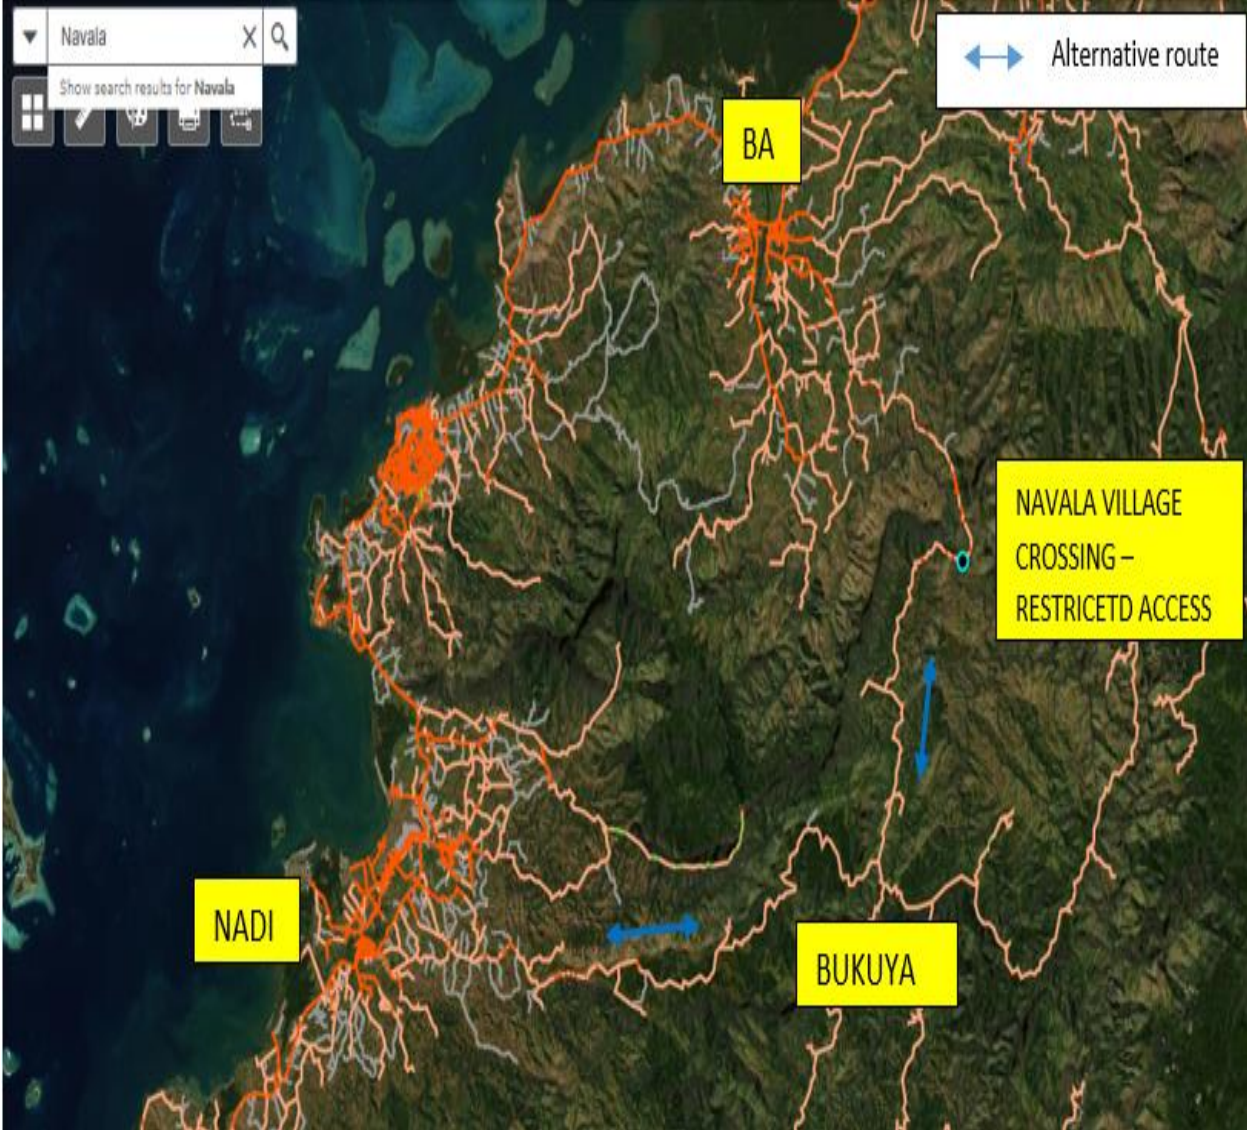 Navala
Show search results for Navala
Alternative route
BA
NAVALA VILLAGE
CROSSING –
RESTRICETD ACCESS
NADI
BUKUYA